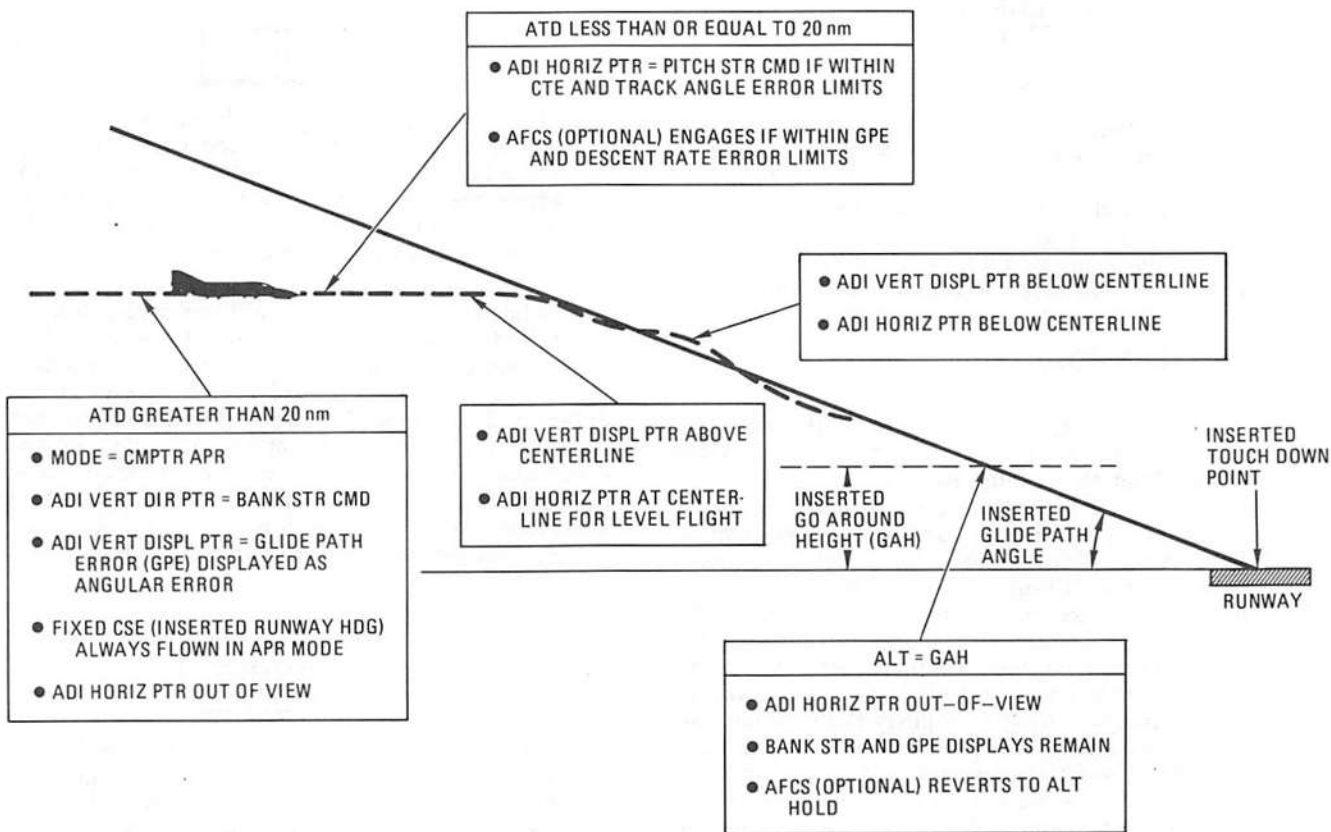 ATD LESS THAN OR EQUAL TO 20 nm
● ADI HORIZ PTR = PITCH STR CMD IF WITHIN
CTE AND TRACK ANGLE ERROR LIMITS
● AFCS (OPTIONAL) ENGAGES IF WITHIN GPE
AND DESCENT RATE ERROR LIMITS
● ADI VERT DISPL PTR BELOW CENTERLINE
● ADI HORIZ PTR BELOW CENTERLINE
ATD GREATER THAN 20 nm
● MODE = CMPTR APR
● ADI VERT DIR PTR = BANK STR CMD
● ADI VERT DISPL PTR = GLIDE PATH
ERROR (GPE) DISPLAYED AS
ANGULAR ERROR
● FIXED CSE (INSERTED RUNWAY HDG)
ALWAYS FLOWN IN APR MODE
● ADI HORIZ PTR OUT OF VIEW
● ADI VERT DISPL PTR ABOVE
CENTERLINE
● ADI HORIZ PTR AT CENTER-
LINE FOR LEVEL FLIGHT
INSERTED
GO AROUND
HEIGHT (GAH)
INSERTED
GLIDE PATH
ANGLE
INSERTED
TOUCH DOWN
POINT
RUNWAY
ALT = GAH
● ADI HORIZ PTR OUT–OF–VIEW
● BANK STR AND GPE DISPLAYS REMAIN
● AFCS (OPTIONAL) REVERTS TO ALT
HOLD